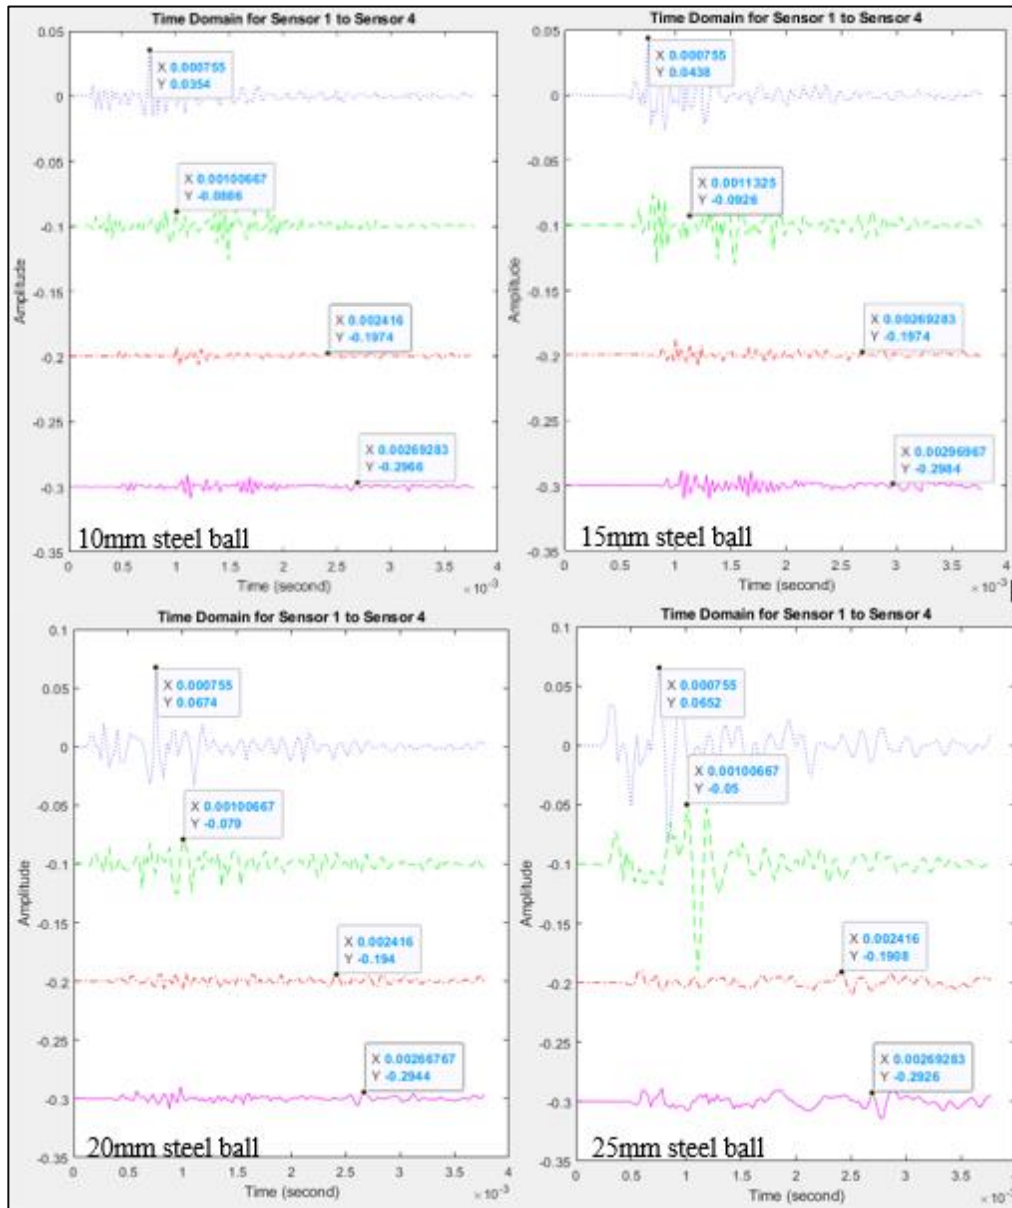 Time Domain for Sensor 1 to Sensor 4
0.05
X 0.000755
Y 0.0354
0
-0.05
X 0.00100667
Y -0.0886
-0.1
Amplitude
-0.15
X 0.002416
Y -0.1974
-0.2
-0.25
X 0.00269283
Y -0.2966
-0.3
10mm steel ball
-0.35
0 0.5 1 1.5 2 2.5 3 3.5 4
Time (second)
×10⁻³
Time Domain for Sensor 1 to Sensor 4
0.05
X 0.000755
Y 0.0438
0
-0.05
X 0.0011325
Y -0.0926
-0.1
Amplitude
-0.15
X 0.00269283
Y -0.1974
-0.2
-0.25
X 0.00296967
Y -0.2984
-0.3
15mm steel ball
-0.35
0 0.5 1 1.5 2 2.5 3 3.5 4
Time (second)
×10⁻³
Time Domain for Sensor 1 to Sensor 4
0.1
X 0.000755
Y 0.0674
0.05
0
X 0.00100667
Y -0.079
-0.05
-0.1
Amplitude
-0.15
X 0.002416
Y -0.194
-0.2
-0.25
X 0.00266767
Y -0.2944
-0.3
20mm steel ball
-0.35
0 0.5 1 1.5 2 2.5 3 3.5 4
Time (second)
×10⁻³
Time Domain for Sensor 1 to Sensor 4
0.1
X 0.000755
Y 0.0652
0.05
0
X 0.00100667
Y -0.05
-0.05
-0.1
Amplitude
-0.15
X 0.002416
Y -0.1908
-0.2
-0.25
X 0.00269283
Y -0.2926
-0.3
25mm steel ball
-0.35
0 0.5 1 1.5 2 2.5 3 3.5
Time (second)
×10⁻³